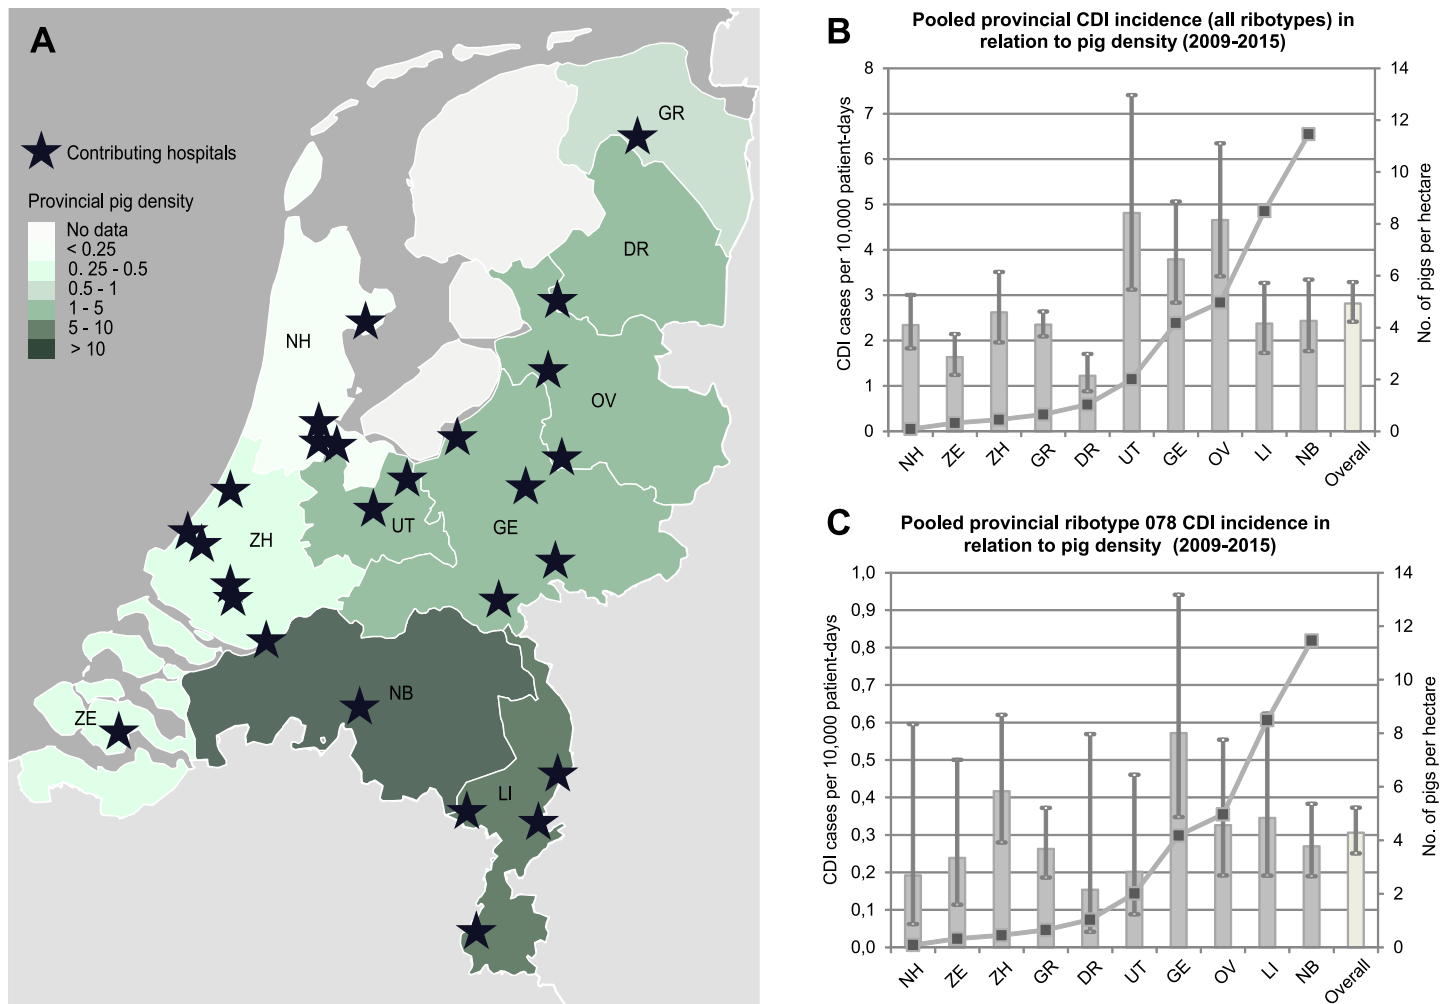 A
Contributing hospitals
Provincial pig density
No data
< 0.25
0. 25 - 0.5
0.5 - 1
1 - 5
5 - 10
> 10
GR
DR
NH
OV
UT
GE
ZH
NB
ZE
LI
B
Pooled provincial CDI incidence (all ribotypes) in
relation to pig density (2009-2015)
CDI cases per 10,000 patient-days
8
7
6
5
4
3
2
1
0
14
12
10
8
6
4
2
0
No. of pigs per hectare
NH
ZE
ZH
GR
DR
UT
GE
OV
LI
NB
Overall
C
Pooled provincial ribotype 078 CDI incidence in
relation to pig density (2009-2015)
CDI cases per 10,000 patient-days
1,0
0,9
0,8
0,7
0,6
0,5
0,4
0,3
0,2
0,1
0,0
14
12
10
8
6
4
2
0
No. of pigs per hectare
NH
ZE
ZH
GR
DR
UT
GE
OV
LI
NB
Overall